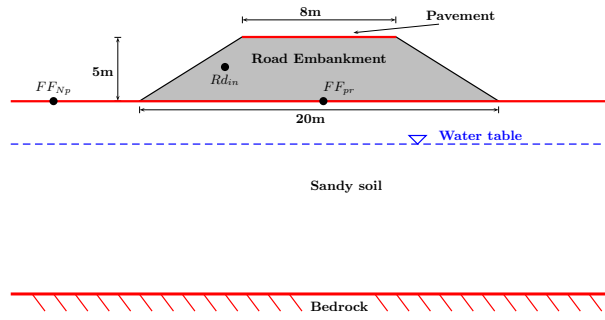 8m
Pavement
Road Embankment
5m
Rd_in
FF_Np
FF_pr
20m
Water table
Sandy soil
Bedrock